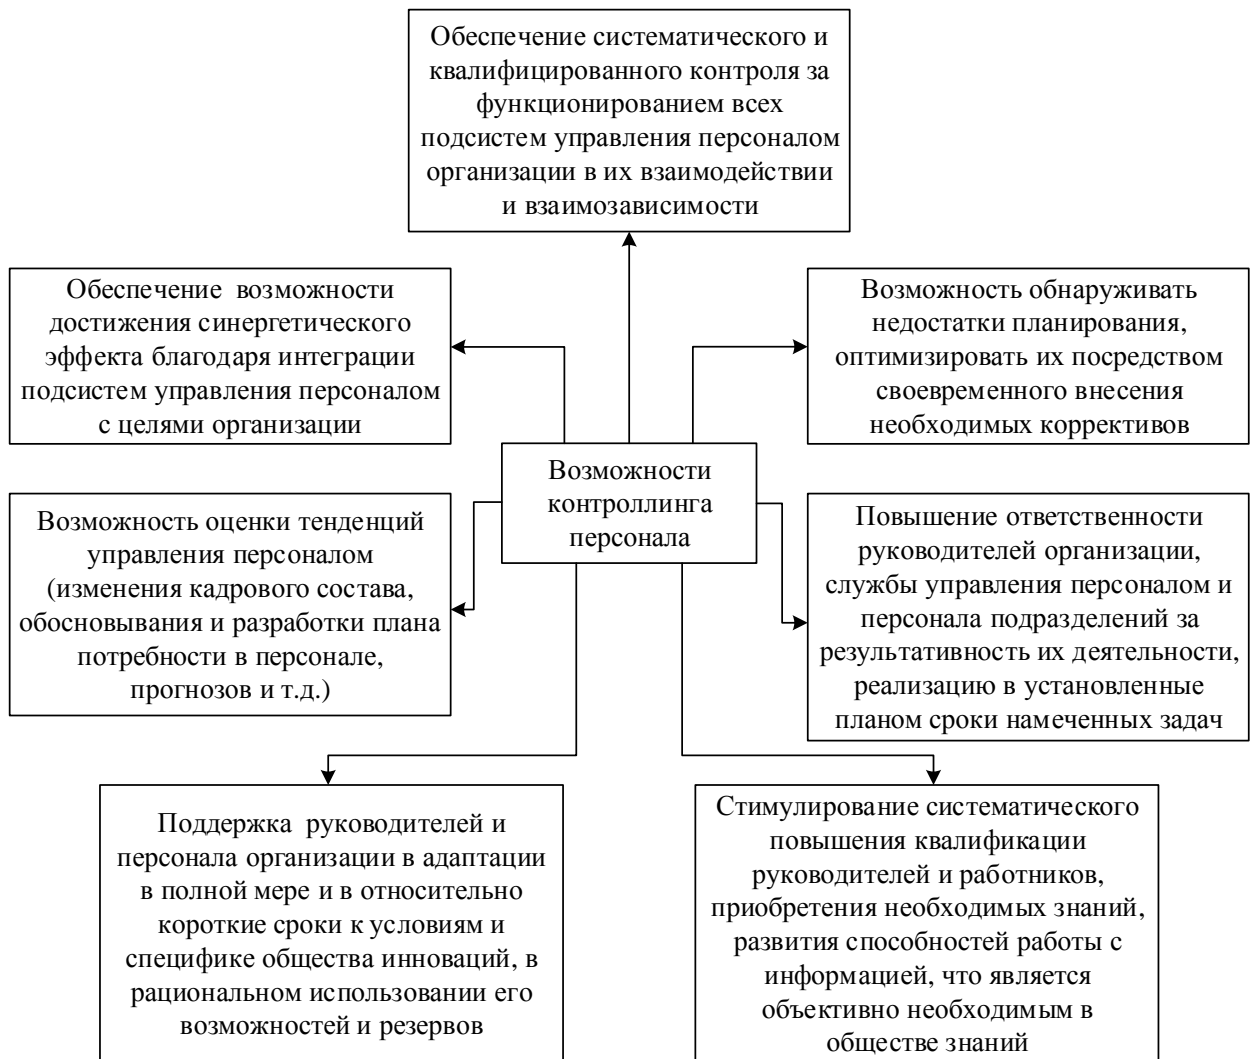 Обеспечение систематического и
квалифицированного контроля за
функционированием всех
подсистем управления персоналом
организации в их взаимодействии
и взаимозависимости
Обеспечение возможности
достижения синергетического
эффекта благодаря интеграции
подсистем управления персоналом
с целями организации
Возможность обнаруживать
недостатки планирования,
оптимизировать их посредством
своевременного внесения
необходимых коррективов
Возможности
контроллинга
персонала
Возможность оценки тенденций
управления персоналом
(изменения кадрового состава,
обосновывания и разработки плана
потребности в персонале,
прогнозов и т.д.)
Повышение ответственности
руководителей организации,
службы управления персоналом и
персонала подразделений за
результативность их деятельности,
реализацию в установленные
планом сроки намеченных задач
Поддержка руководителей и
персонала организации в адаптации
в полной мере и в относительно
короткие сроки к условиям и
специфике общества инноваций, в
рациональном использовании его
возможностей и резервов
Стимулирование систематического
повышения квалификации
руководителей и работников,
приобретения необходимых знаний,
развития способностей работы с
информацией, что является
объективно необходимым в
обществе знаний